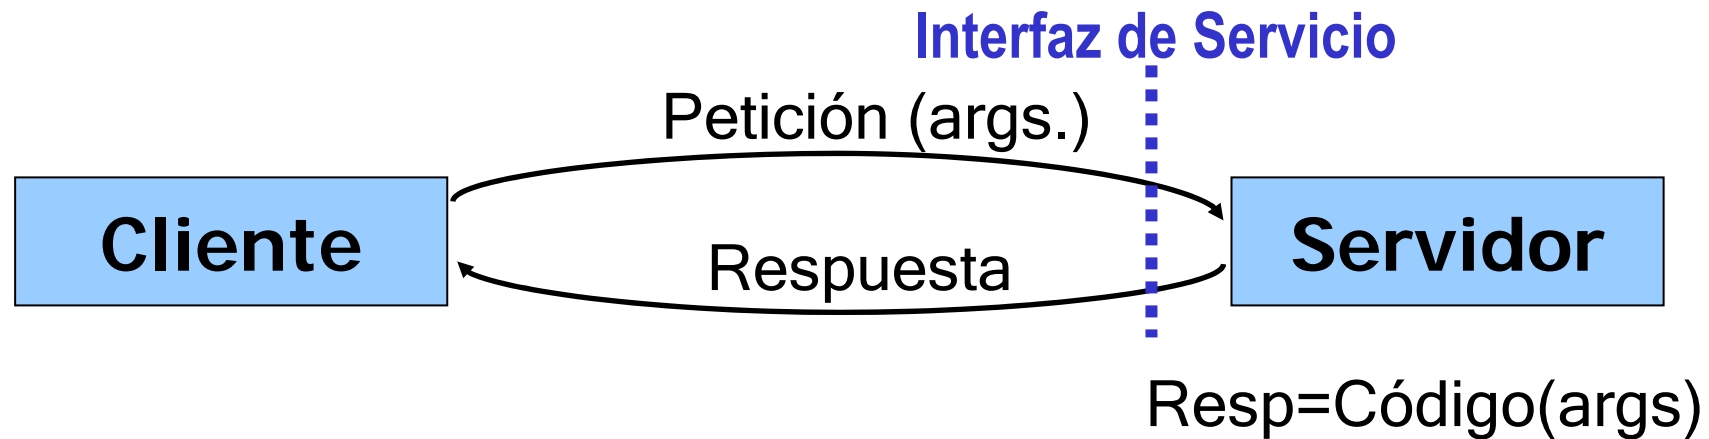 Interfaz de Servicio
Petición (args.)
Cliente
Servidor
Respuesta
Resp=Código(args)